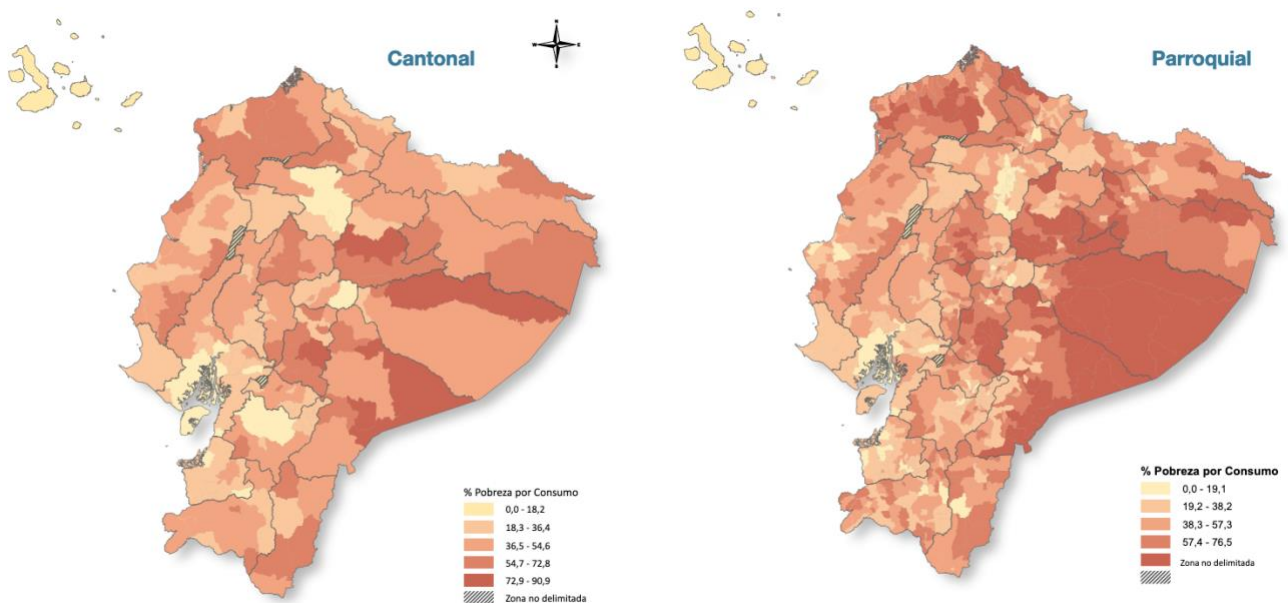 Cantonal
N
W E
S
% Pobreza por Consumo
0,0 - 18,2
18,3 - 36,4
36,5 - 54,6
54,7 - 72,8
72,9 - 90,9
Zona no delimitada
Parroquial
% Pobreza por Consumo
0,0 - 19,1
19,2 - 38,2
38,3 - 57,3
57,4 - 76,5
Zona no delimitada